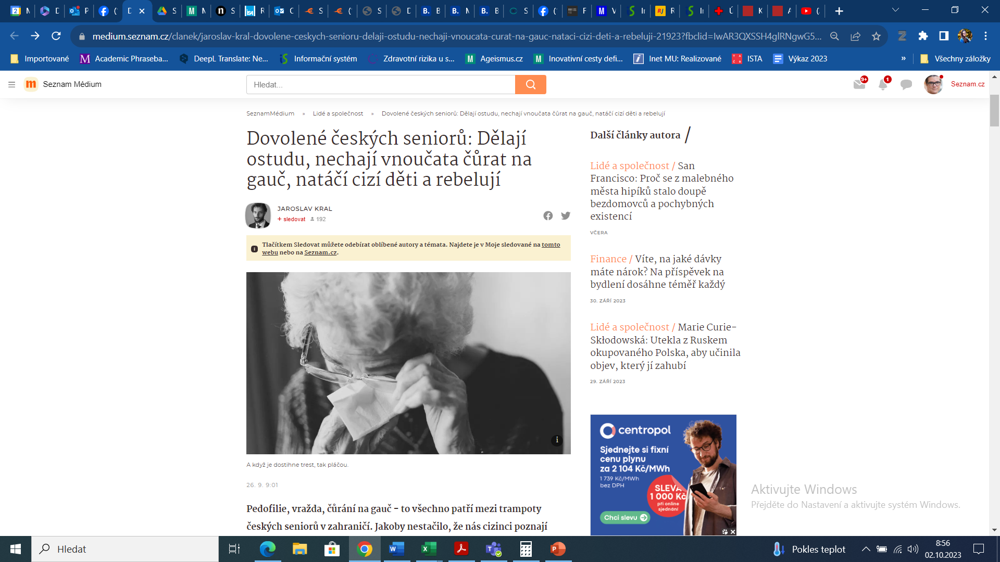 medium.seznam.cz/clanek/jaroslav-kral-dovolene-ceskych-senioru-delaji-ostudu-nechaji-vnoucata-curat-na-gauc-nataci-cizi-deti-a-rebeluji-21923?fbclid=IwAR3QXSSH4glRNgwG5...
Importované
Academic Phraseba...
DeepL Translate: Ne...
Informační systém
Zdravotní rizika u s...
Ageismus.cz
Inovativní cesty defi...
Inet MU: Realizované
ISTA
Výkaz 2023
»
Všechny záložky
Seznam Médium
Hledat...
9+
1
Seznam.cz
SeznamMédium » Lidé a společnost » Dovolené českých seniorů: Dělají ostudu, nechají vnoučata čůrat na gauč, natáčí cizí děti a rebelují
Dovolené českých seniorů: Dělají
ostudu, nechají vnoučata čůrat na
gauč, natáčí cizí děti a rebelují
JAROSLAV KRAL
+ sledovat 192
Tlačítkem Sledovat můžete odebírat oblíbené autory a témata. Najdete je v Moje sledované na tomto
webu nebo na Seznam.cz.
i
A když je dostihne trest, tak pláčou.
26. 9. 9:01
Pedofilie, vražda, čůrání na gauč – to všechno patří mezi trampoty
českých seniorů v zahraničí. Jakoby nestačilo, že nás cizinci poznají
Další články autora /
Lidé a společnost / San
Francisco: Proč se z malebného
města hipíků stalo doupě
bezdomovců a pochybných
existencí
VČERA
Finance / Víte, na jaké dávky
máte nárok? Na příspěvek na
bydlení dosáhne téměř každý
30. ZÁŘÍ 2023
Lidé a společnost / Marie Curie-
Skłodowská: Utekla z Ruskem
okupovaného Polska, aby učinila
objev, který jí zahubí
29. ZÁŘÍ 2023
centropol
Sjednejte si fixní
cenu plynu
za 2 104 Kč/MWh
1 739 Kč/MWh
bez DPH
SLEVA
1 000 Kč
při online
sjednání
Chci slevu
Aktivujte Windows
Přejděte do Nastavení a aktivujte systém Windows.
Hledat
Pokles teplot
8:56
02.10.2023